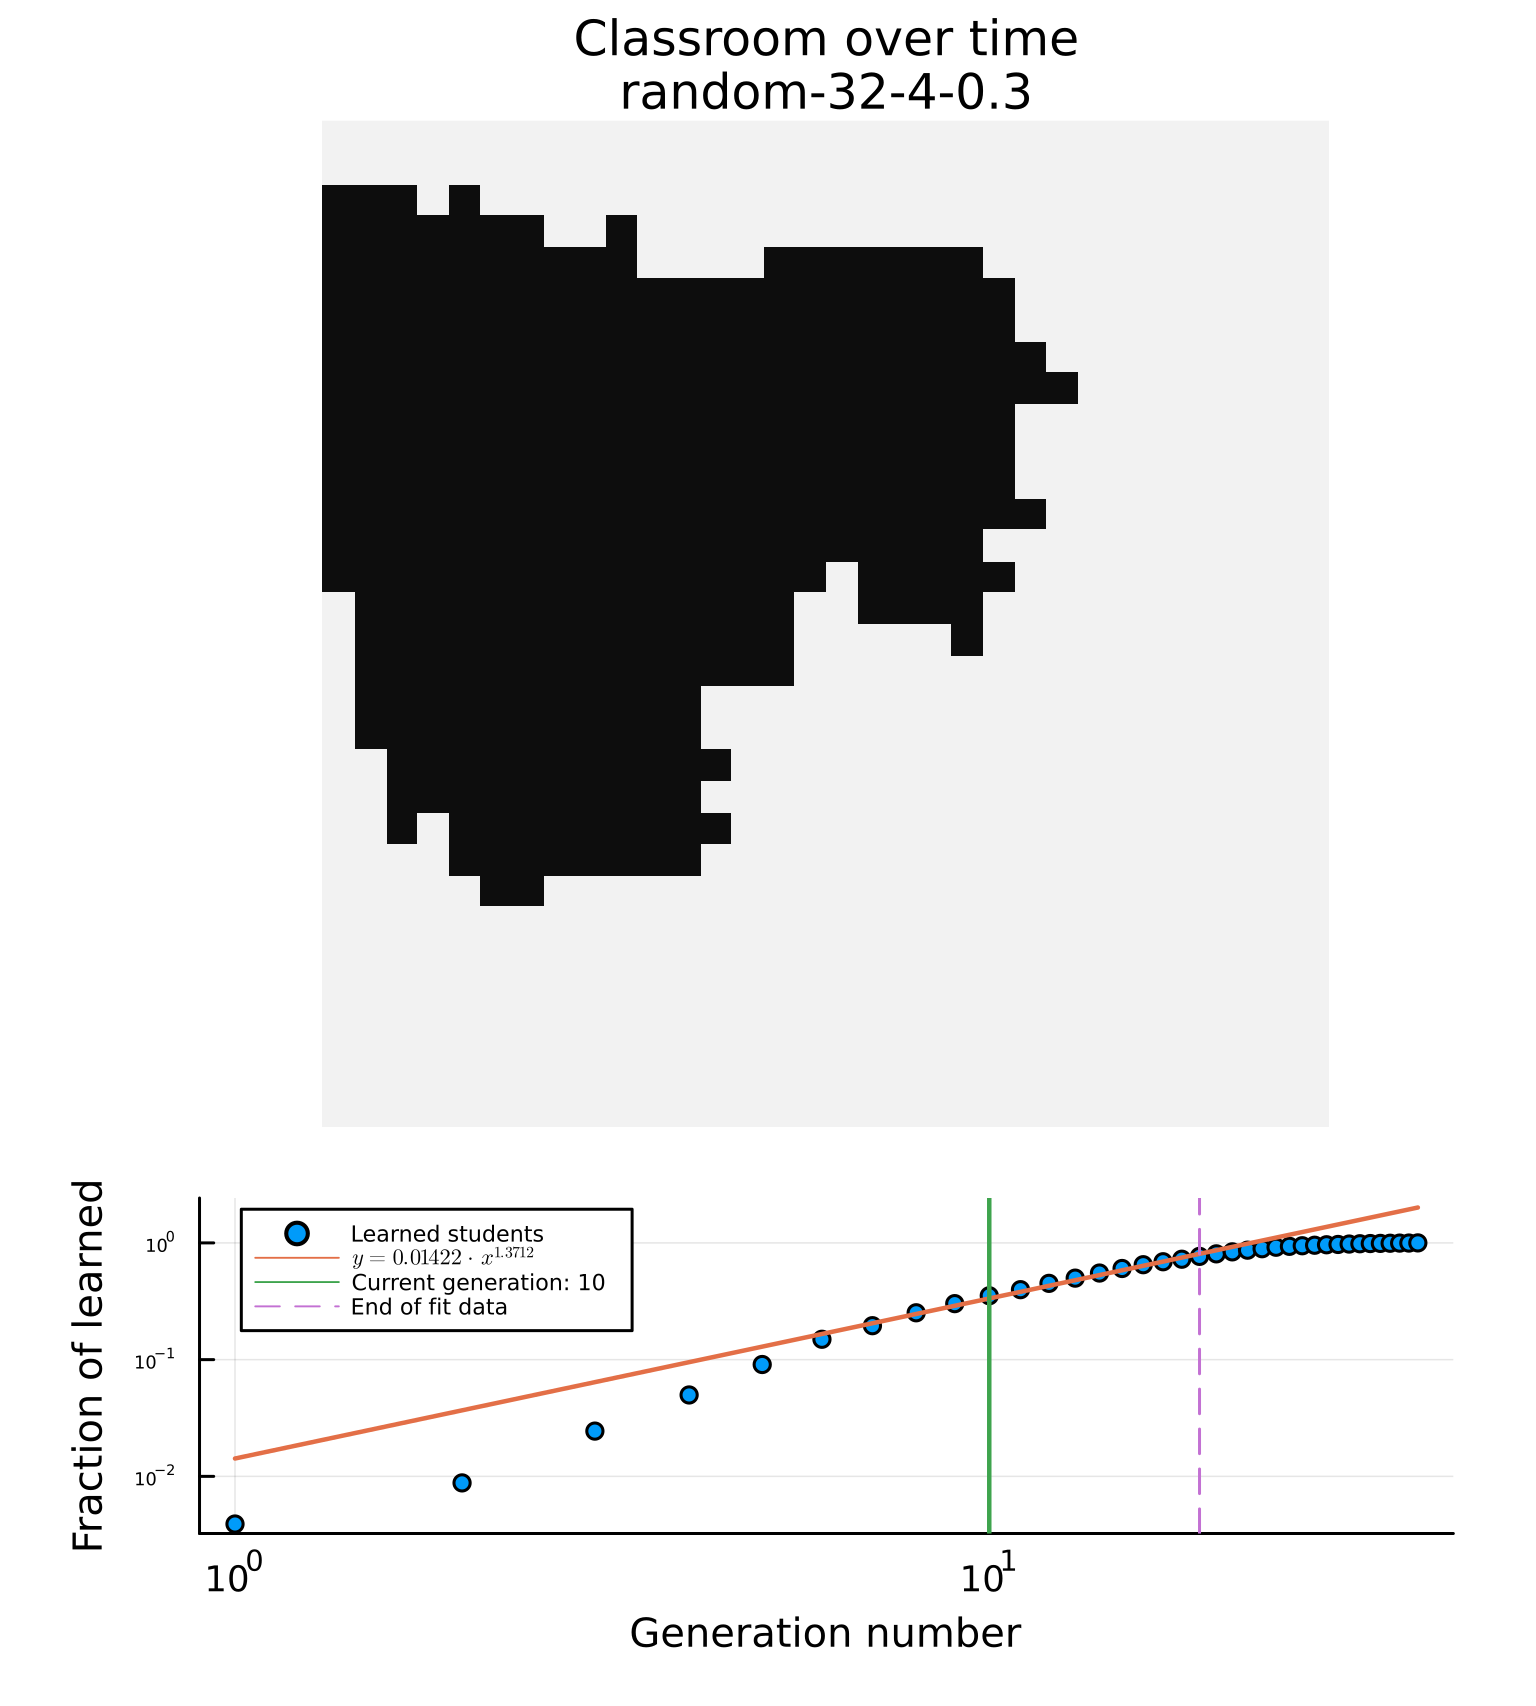 Classroom over time
random-32-4-0.3
Learned students
y = 0.01422 · x^1.3712
Current generation: 10
End of fit data
Fraction of learned
10^0
10^−1
10^−2
10^0
10^1
Generation number